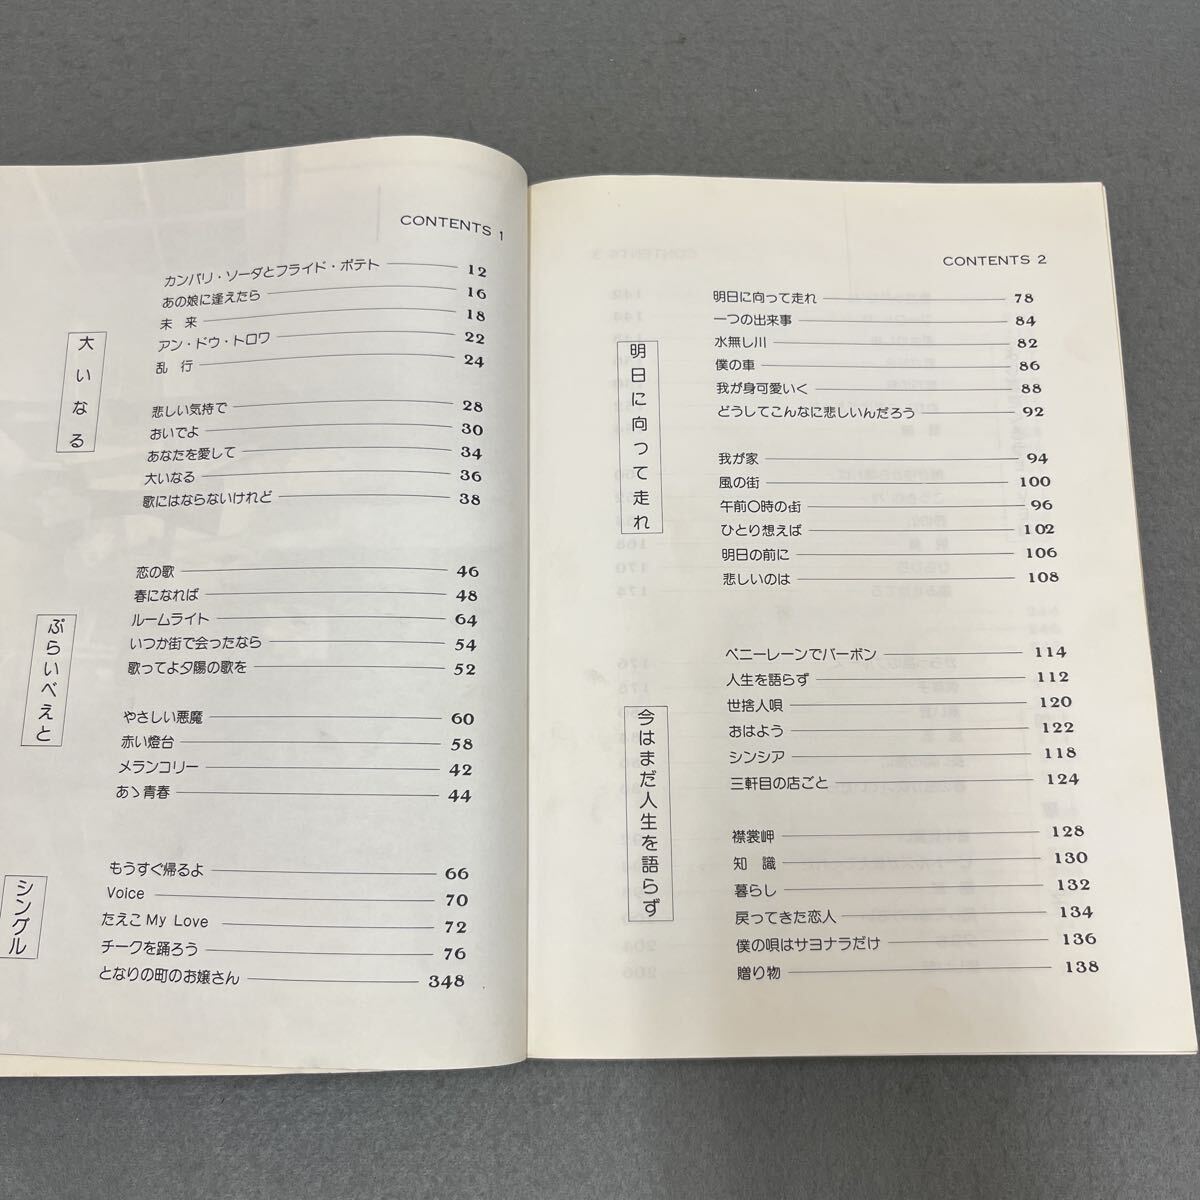 CONTENTS 1
大いなる
カンパリ・ソーダとフライド・ポテト 12
あの娘に逢えたら 16
未来 18
アン・ドゥ・トロワ 22
乱行 24
悲しい気持で 28
おいでよ 30
あなたを愛して 34
大いなる 36
歌にはならないけれど 38
ぷらいべえと
恋の歌 46
春になれば 48
ルームライト 64
いつか街で会ったなら 54
歌ってよ夕陽の歌を 52
やさしい悪魔 60
赤い燈台 58
メランコリー 42
あゝ青春 44
シングル
もうすぐ帰るよ 66
Voice 70
たえこ My Love 72
チークを踊ろう 76
となりの町のお嬢さん 348
CONTENTS 2
明日に向って走れ
明日に向って走れ 78
一つの出来事 84
水無し川 82
僕の車 86
我が身可愛いく 88
どうしてこんなに悲しいんだろう 92
我が家 94
風の街 100
午前〇時の街 96
ひとり想えば 102
明日の前に 106
悲しいのは 108
今はまだ人生を語らず
ペニーレーンでバーボン 114
人生を語らず 112
世捨人唄 120
おはよう 122
シンシア 118
三軒目の店ごと 124
襟裳岬 128
知識 130
暮らし 132
戻ってきた恋人 134
僕の唄はサヨナラだけ 136
贈り物 138